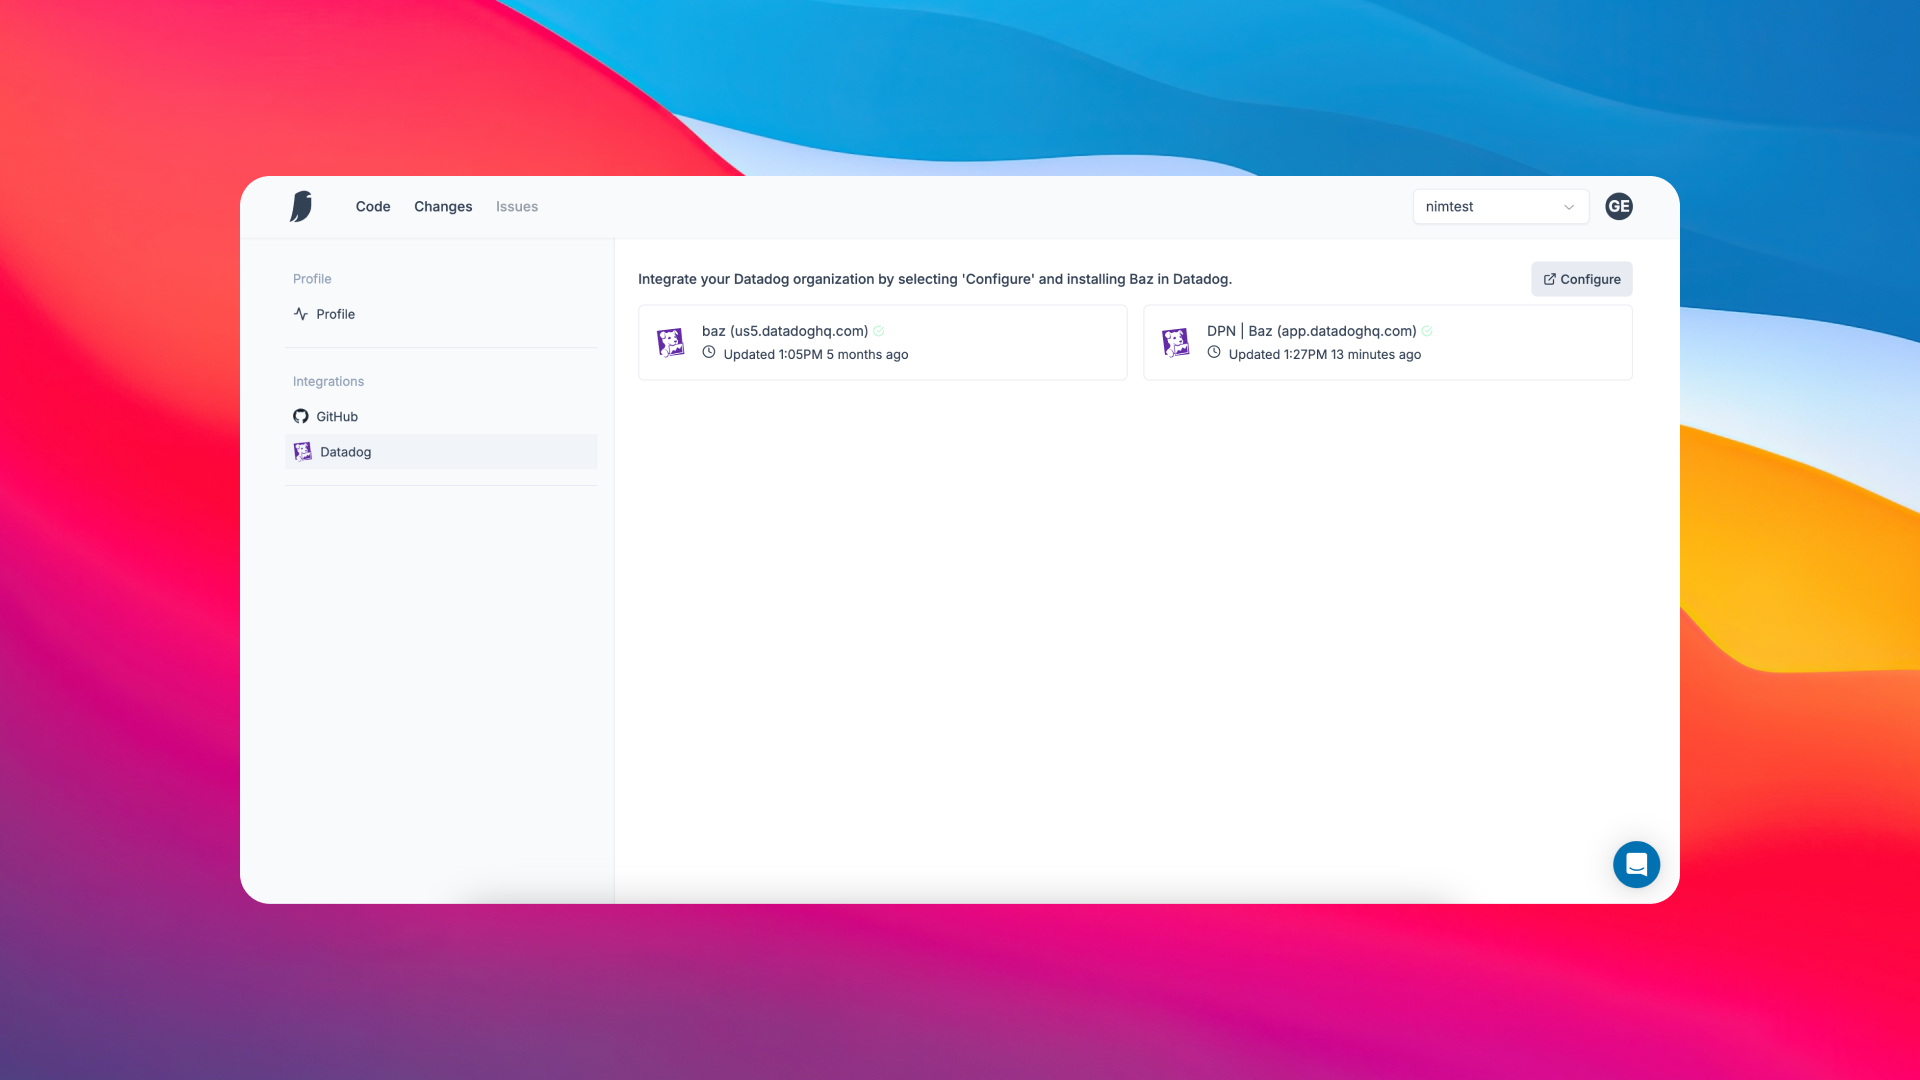 Code Changes Issues
nimtest
GE
Profile
Profile
Integrations
GitHub
Datadog
Integrate your Datadog organization by selecting 'Configure' and installing Baz in Datadog.
Configure
baz (us5.datadoghq.com)
Updated 1:05PM 5 months ago
DPN | Baz (app.datadoghq.com)
Updated 1:27PM 13 minutes ago